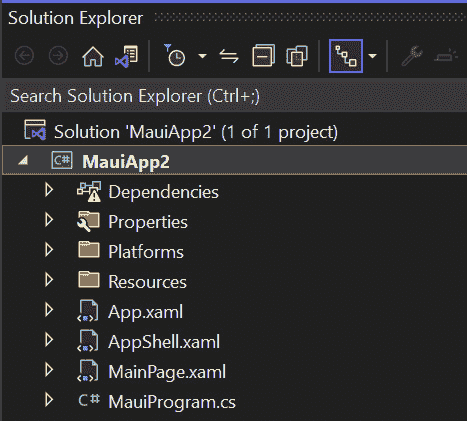 Solution Explorer
Search Solution Explorer (Ctrl+;)
Solution 'MauiApp2' (1 of 1 project)
C# MauiApp2
Dependencies
Properties
Platforms
Resources
App.xaml
AppShell.xaml
MainPage.xaml
C# MauiProgram.cs